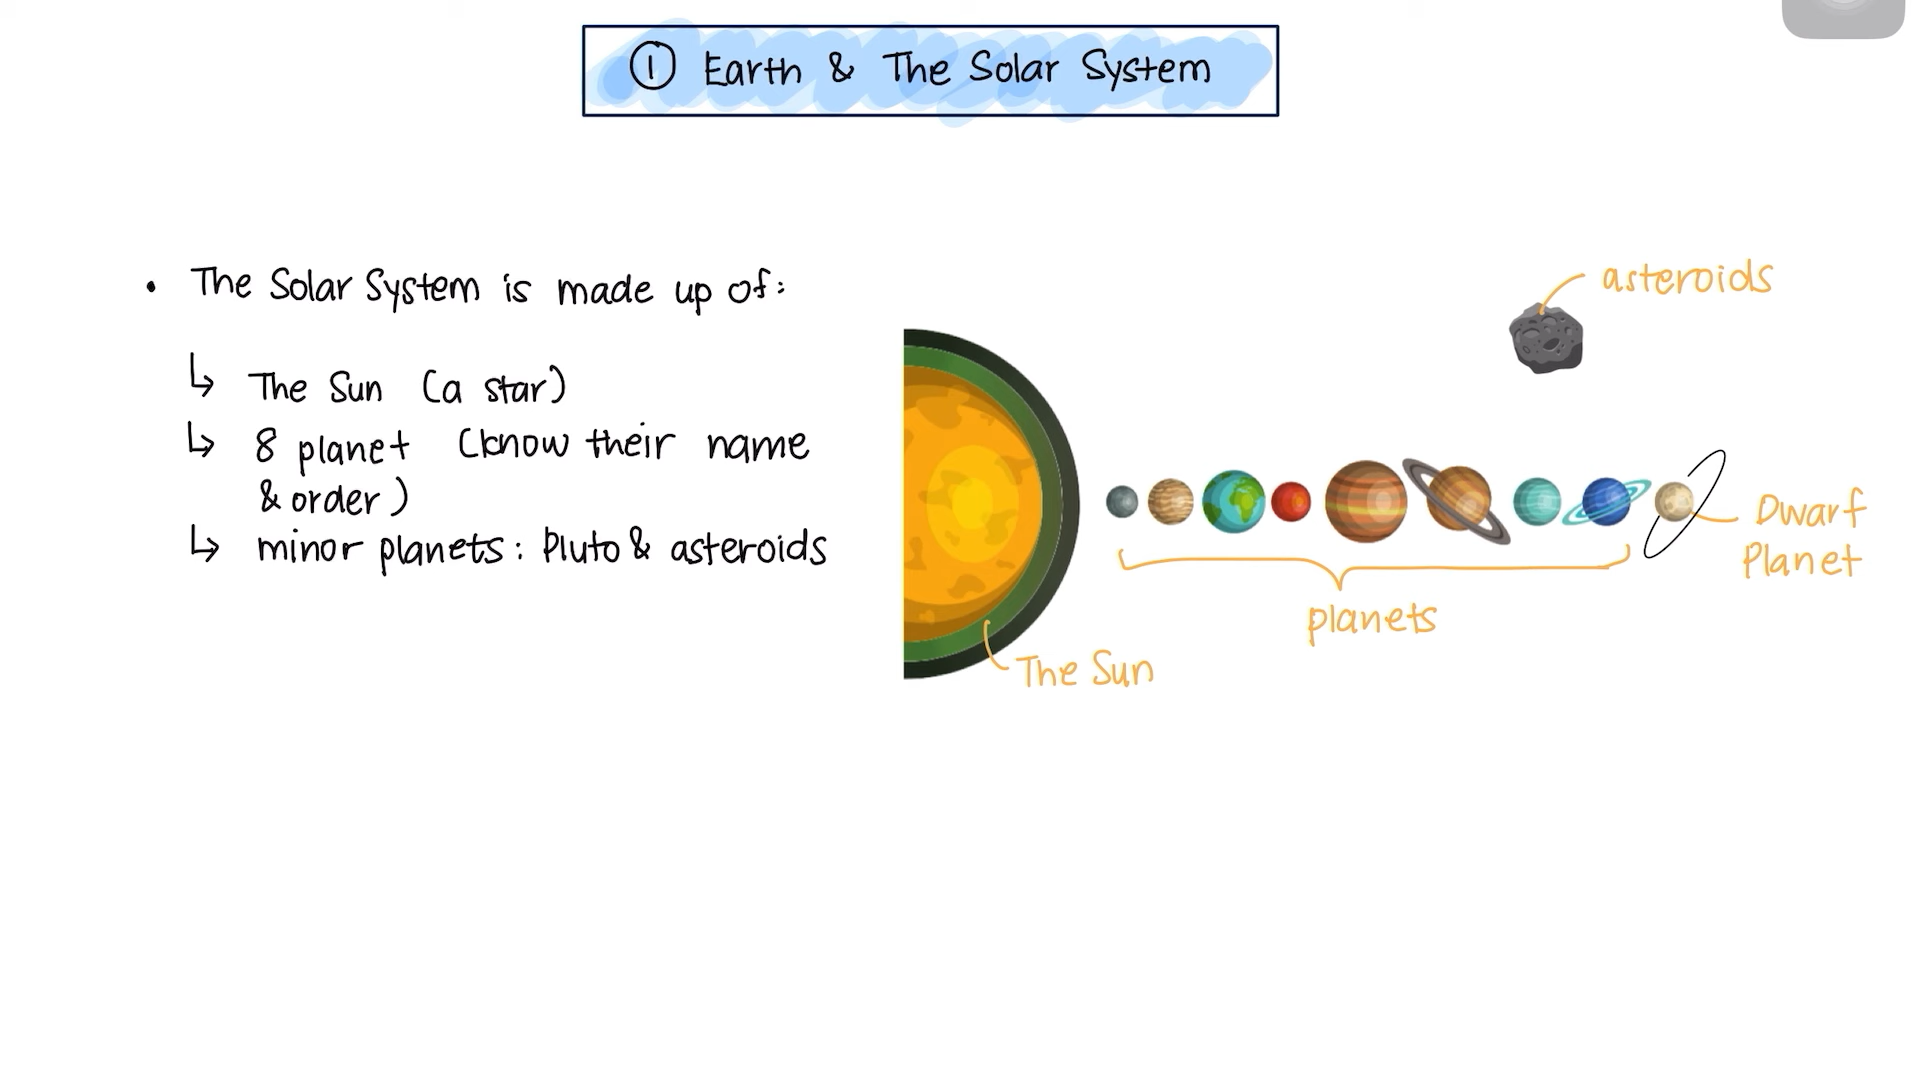 ① Earth & The Solar System
• The Solar System is made up of:
↳ The Sun (a star)
↳ 8 planet (know their name
& order)
↳ minor planets: Pluto & asteroids
asteroids
Dwarf
Planet
planets
The Sun